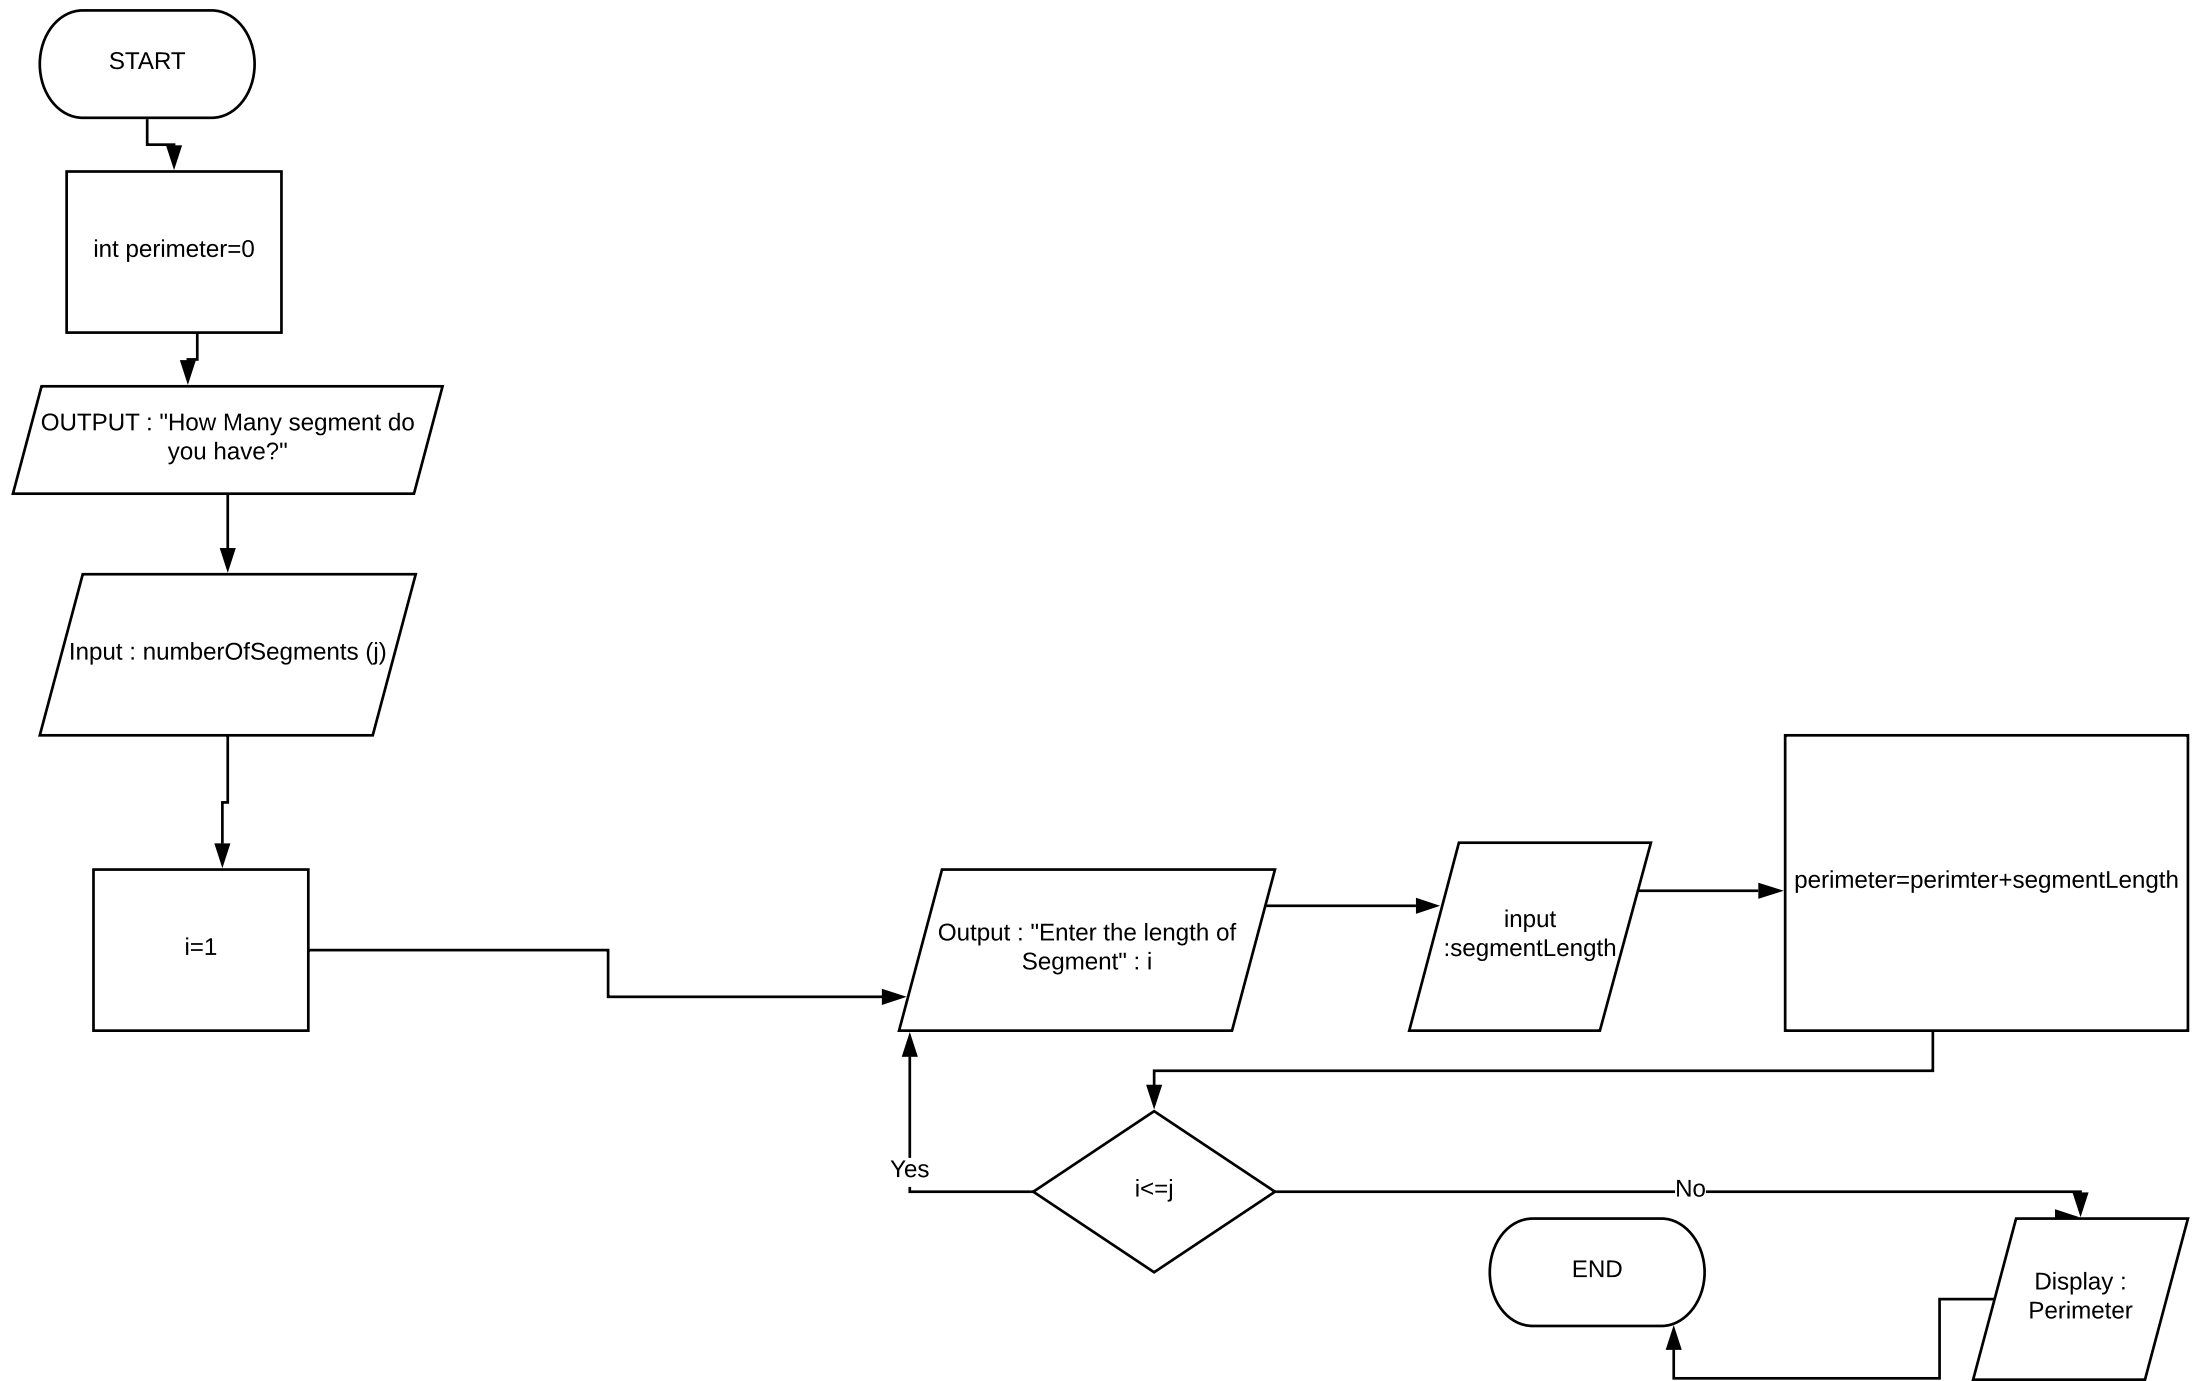 START
int perimeter=0
OUTPUT : "How Many segment do
you have?"
Input : numberOfSegments (j)
i=1
Output : "Enter the length of
Segment" : i
input
:segmentLength
perimeter=perimter+segmentLength
i<=j
Yes
No
Display :
Perimeter
END